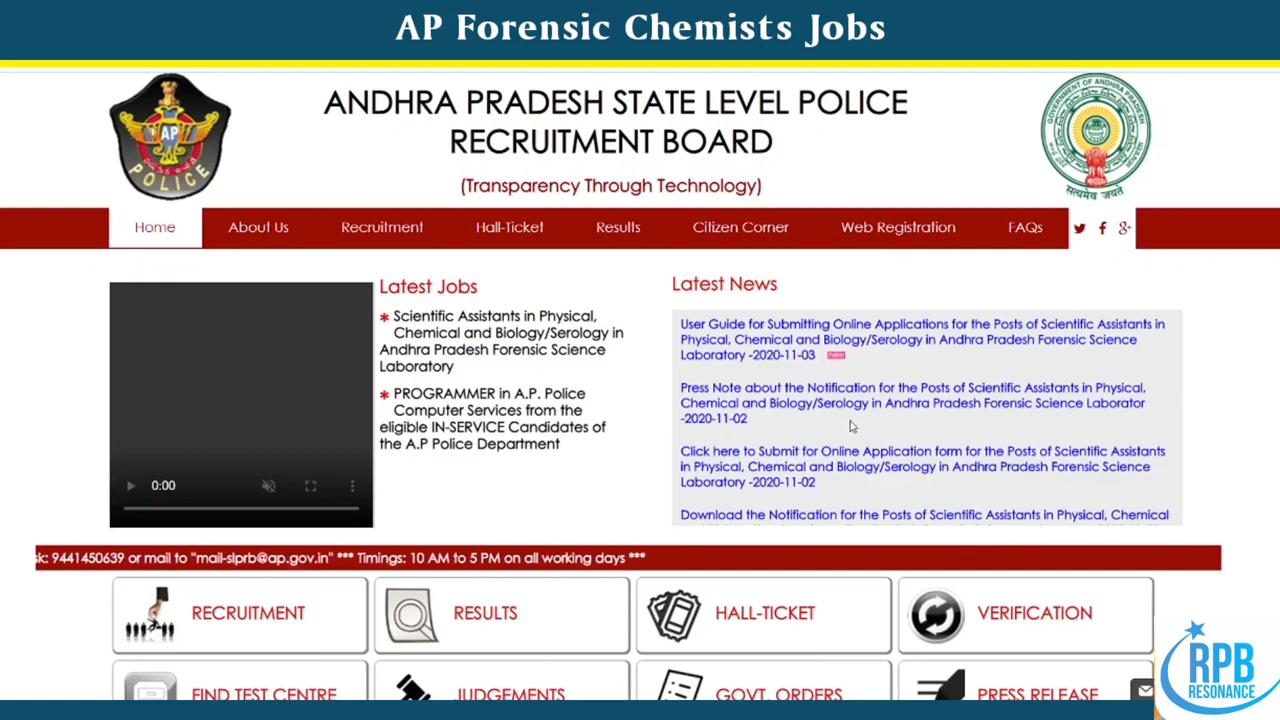 AP Forensic Chemists Jobs
ANDHRA PRADESH STATE LEVEL POLICE
RECRUITMENT BOARD
(Transparency Through Technology)
AP
POLICE
GOVERNMENT OF ANDHRA PRADESH
सत्यमेव जयते
Home
About Us
Recruitment
Hall-Ticket
Results
Citizen Corner
Web Registration
FAQs
Latest Jobs
Scientific Assistants in Physical,
Chemical and Biology/Serology in
Andhra Pradesh Forensic Science
Laboratory
PROGRAMMER in A.P. Police
Computer Services from the
eligible IN-SERVICE Candidates of
the A.P Police Department
0:00
Latest News
User Guide for Submitting Online Applications for the Posts of Scientific Assistants in
Physical, Chemical and Biology/Serology in Andhra Pradesh Forensic Science
Laboratory -2020-11-03
Press Note about the Notification for the Posts of Scientific Assistants in Physical,
Chemical and Biology/Serology in Andhra Pradesh Forensic Science Laborator
-2020-11-02
Click here to Submit for Online Application form for the Posts of Scientific Assistants
in Physical, Chemical and Biology/Serology in Andhra Pradesh Forensic Science
Laboratory -2020-11-02
Download the Notification for the Posts of Scientific Assistants in Physical, Chemical
sk: 9441450639 or mail to "mail-slprb@ap.gov.in" *** Timings: 10 AM to 5 PM on all working days ***
RECRUITMENT
RESULTS
HALL-TICKET
VERIFICATION
FIND TEST CENTRE
JUDGEMENTS
GOVT. ORDERS
PRESS RELEASE
RPB
RESONANCE